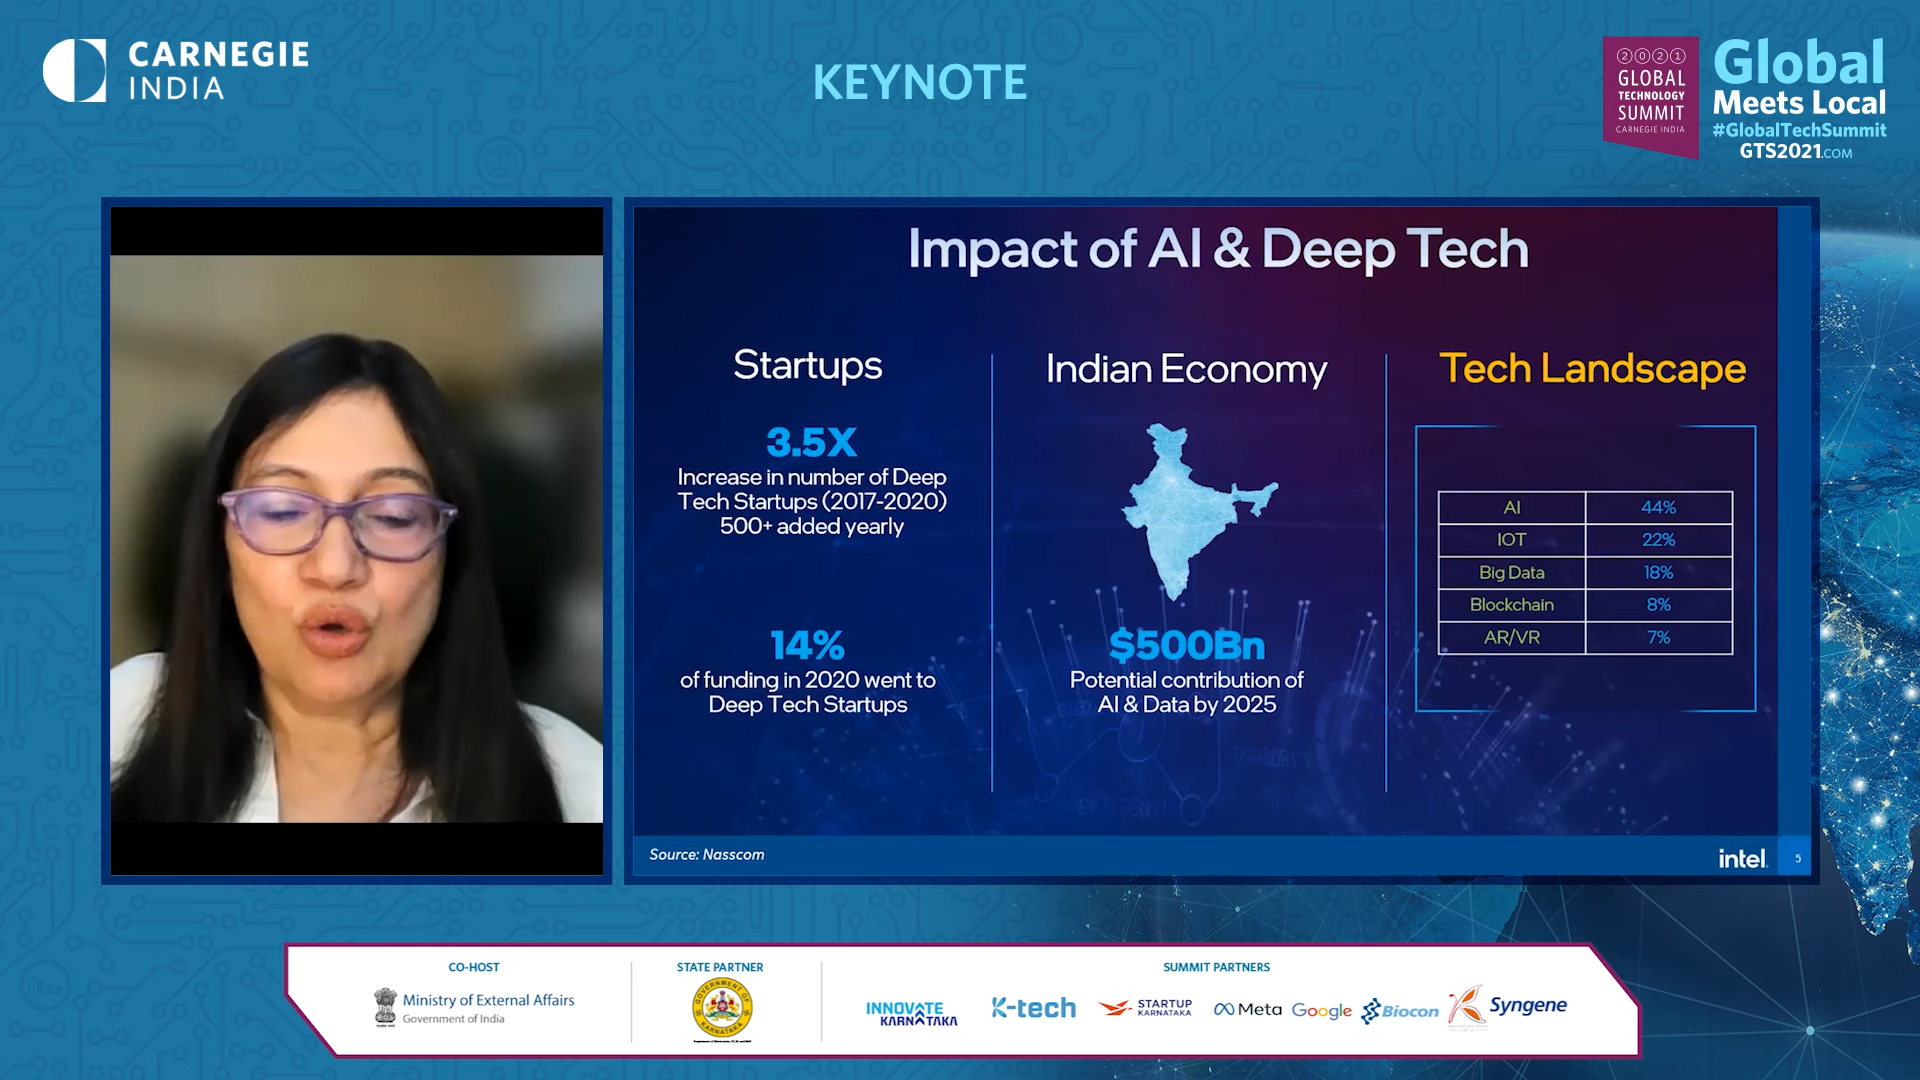 CARNEGIE
INDIA
KEYNOTE
2021
GLOBAL
TECHNOLOGY
SUMMIT
CARNEGIE INDIA
Global
Meets Local
#GlobalTechSummit
GTS2021.COM
Impact of AI & Deep Tech
Startups
3.5X
Increase in number of Deep
Tech Startups (2017-2020)
500+ added yearly
14%
of funding in 2020 went to
Deep Tech Startups
Indian Economy
$500Bn
Potential contribution of
AI & Data by 2025
Tech Landscape
AI 44%
IOT 22%
Big Data 18%
Blockchain 8%
AR/VR 7%
Source: Nasscom
intel.
5
CO-HOST
Ministry of External Affairs
Government of India
STATE PARTNER
GOVERNMENT OF
KARNATAKA
SUMMIT PARTNERS
INNOVATE
KARNATAKA
K-tech
STARTUP
KARNATAKA
Meta
Google
Biocon
Syngene